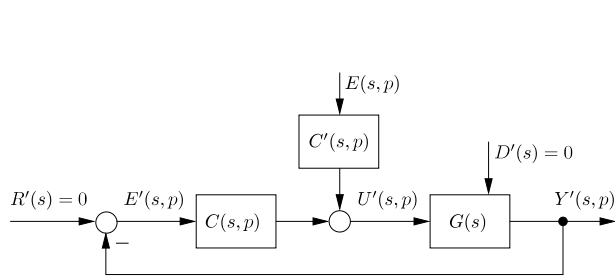 E(s, p)
C′(s, p)
D′(s) = 0
R′(s) = 0
E′(s, p)
U′(s, p)
Y′(s, p)
C(s, p)
G(s)
−